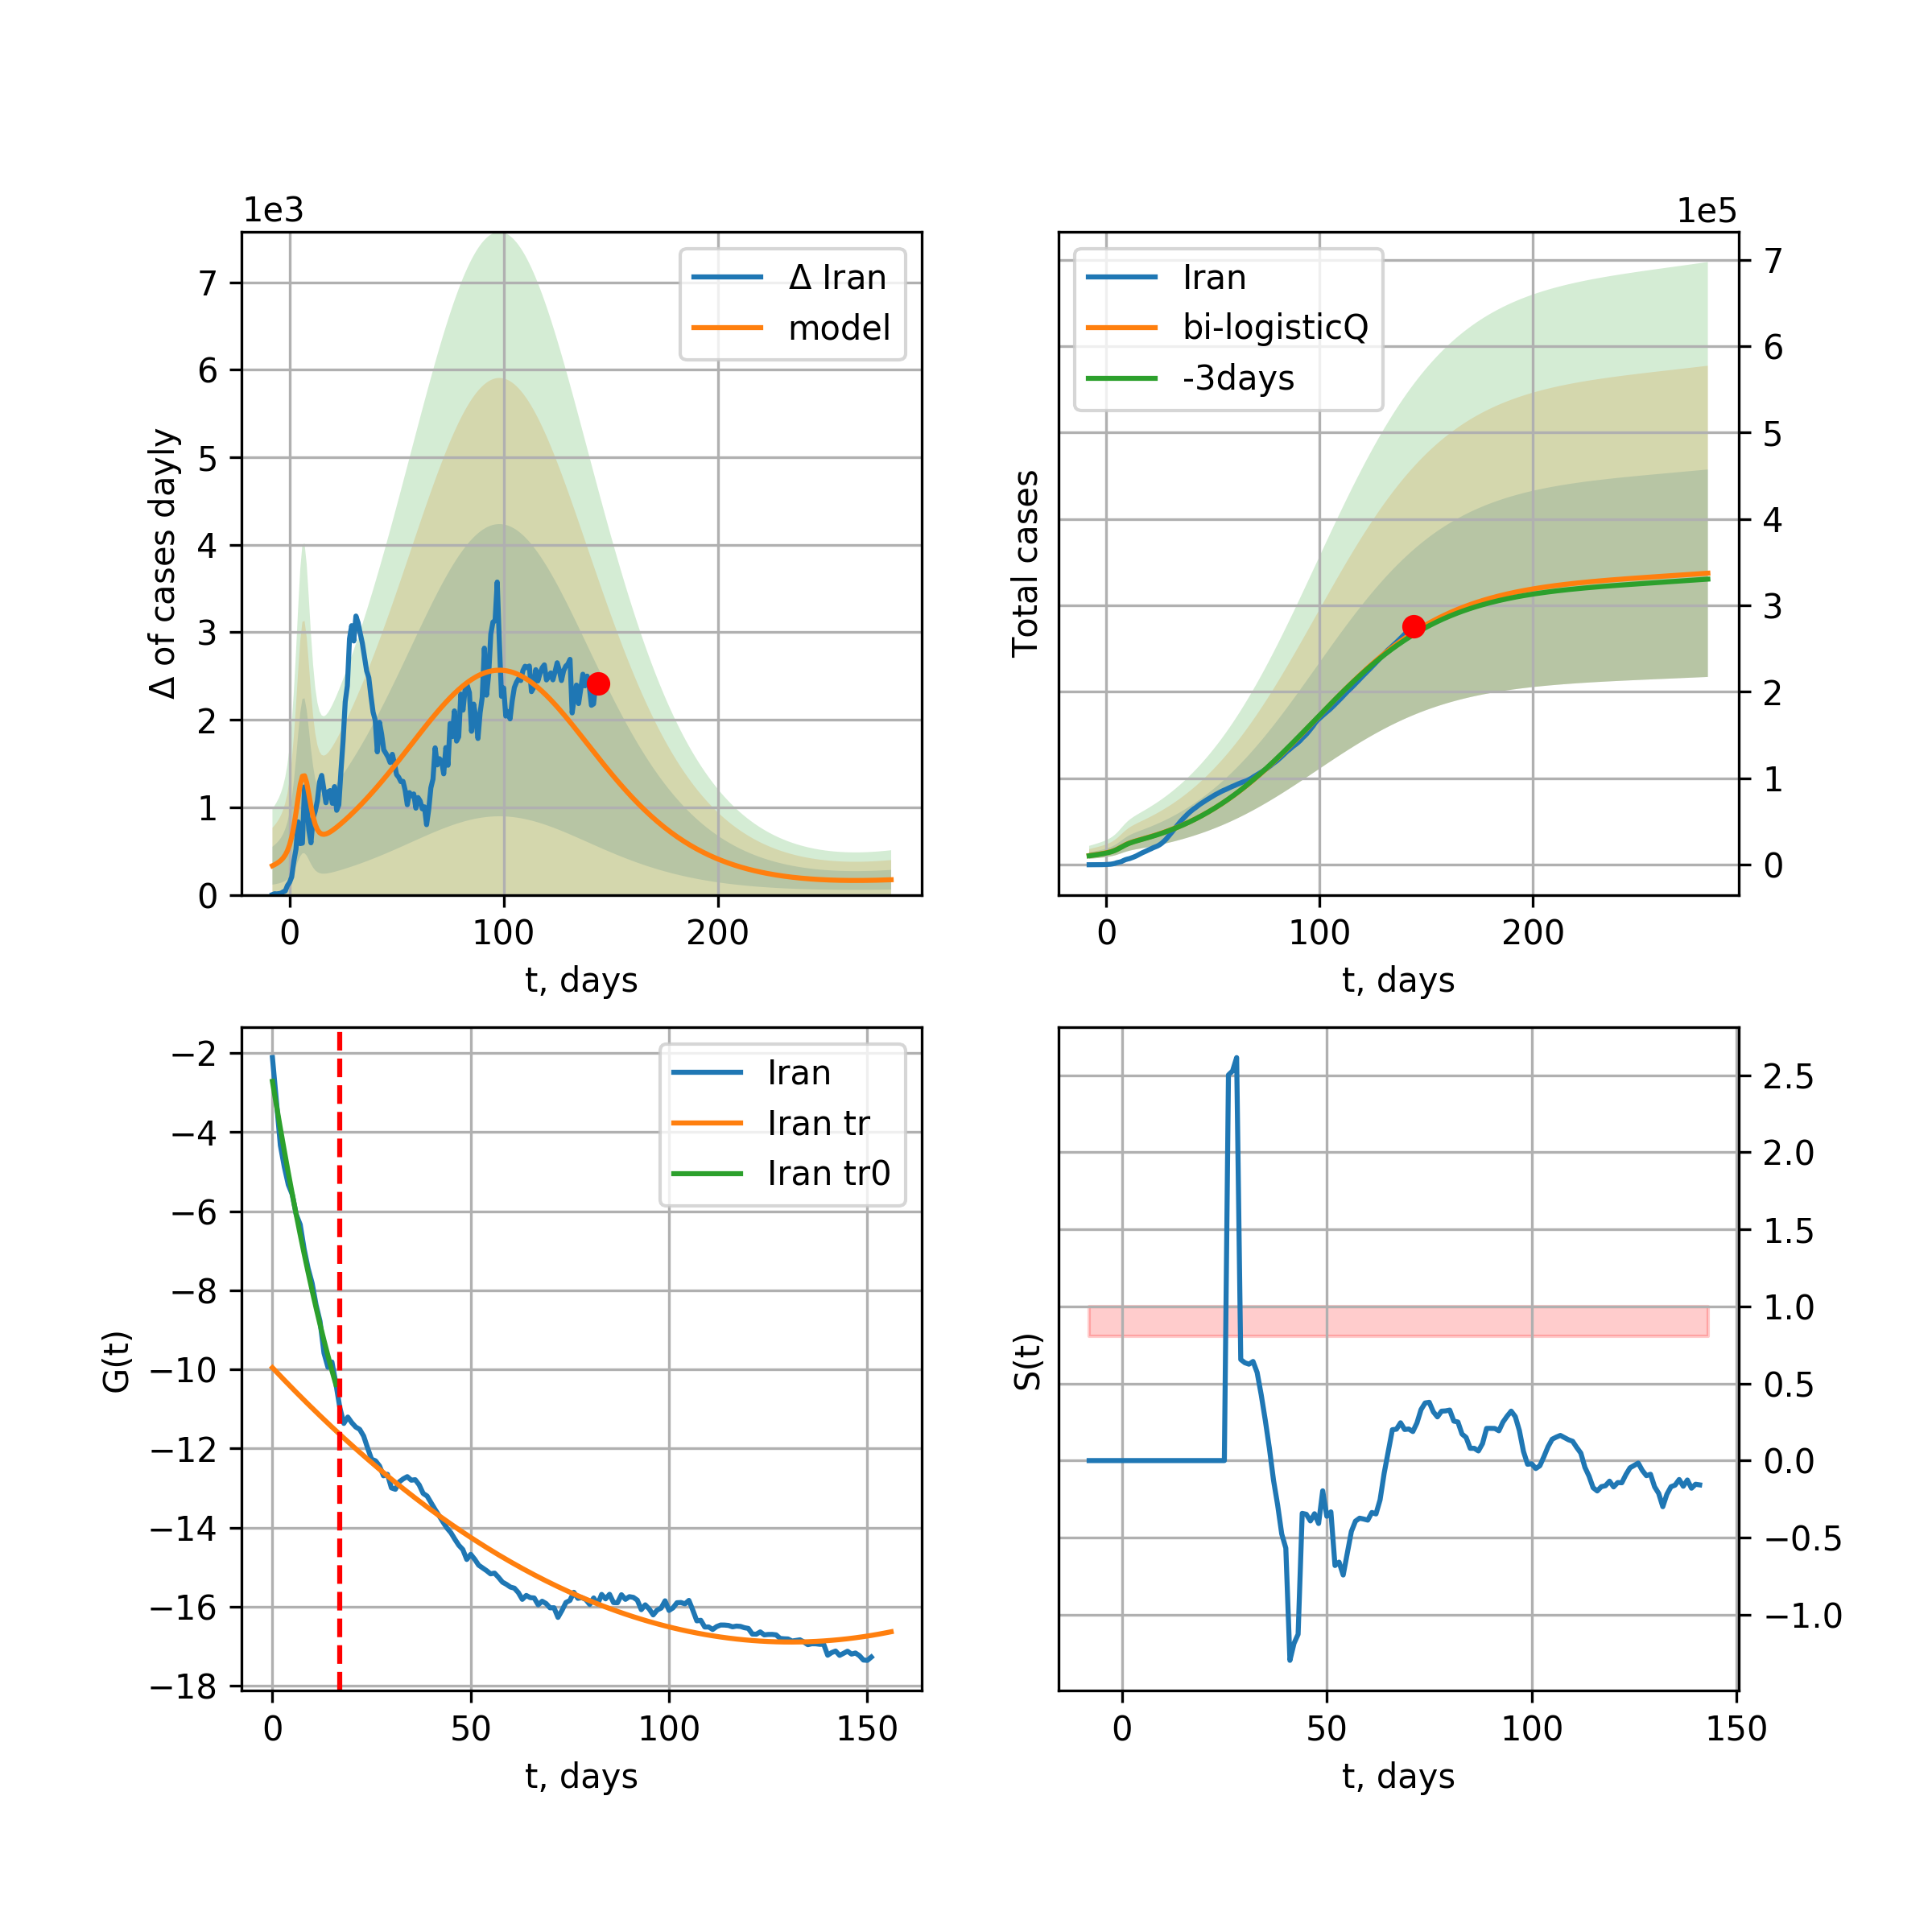 1e3
Δ of cases dayly
7
6
5
4
3
2
1
0
Δ Iran
model
0 100 200
t, days
1e5
Total cases
Iran
bi-logisticQ
-3days
7
6
5
4
3
2
1
0
0 100 200
t, days
G(t)
−2
−4
−6
−8
−10
−12
−14
−16
−18
Iran
Iran tr
Iran tr0
0 50 100 150
t, days
S(t)
2.5
2.0
1.5
1.0
0.5
0.0
−0.5
−1.0
0 50 100 150
t, days